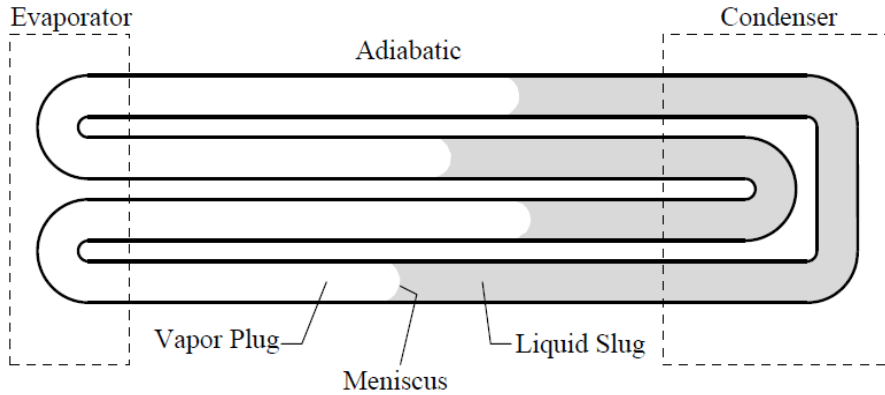 Evaporator
Condenser
Adiabatic
Vapor Plug
Liquid Slug
Meniscus